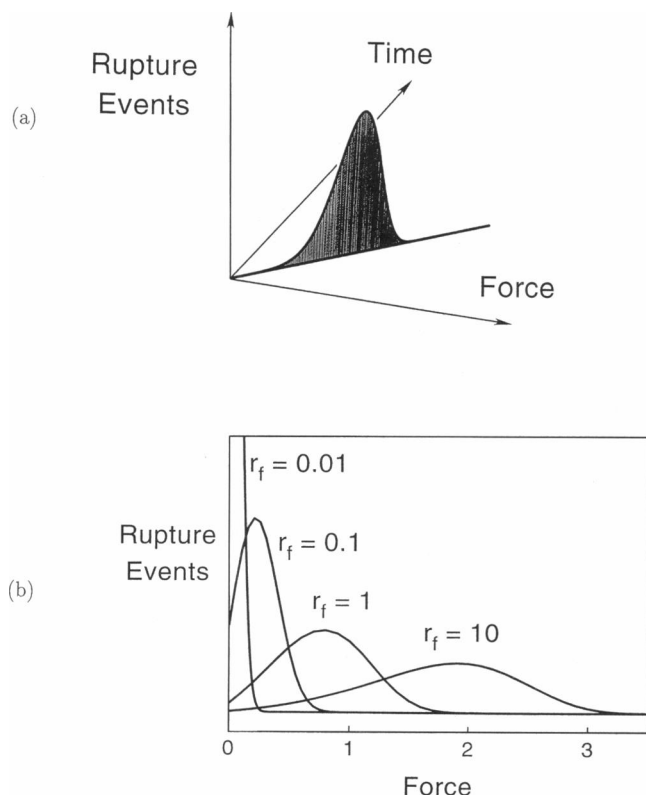 (a)
Rupture
Events
Time
Force
(b)
Rupture
Events
r_f = 0.01
r_f = 0.1
r_f = 1
r_f = 10
0 1 2 3
Force